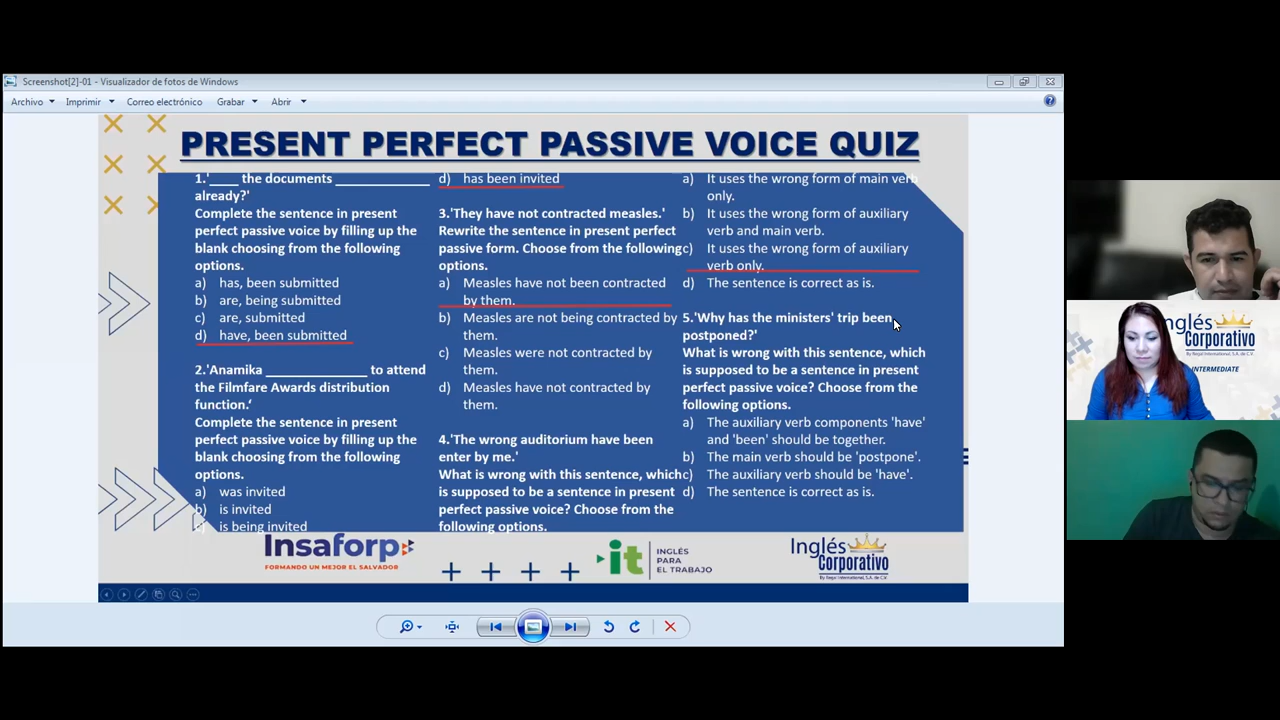 Screenshot[2]-01 - Visualizador de fotos de Windows
Archivo Imprimir Correo electrónico Grabar Abrir
PRESENT PERFECT PASSIVE VOICE QUIZ
1.'____ the documents _____________
already?'
Complete the sentence in present
perfect passive voice by filling up the
blank choosing from the following
options.
a) has, been submitted
b) are, being submitted
c) are, submitted
d) have, been submitted
2.'Anamika ______________ to attend
the Filmfare Awards distribution
function.‘
Complete the sentence in present
perfect passive voice by filling up the
blank choosing from the following
options.
a) was invited
b) is invited
c) is being invited
d) has been invited
3.'They have not contracted measles.'
Rewrite the sentence in present perfect
passive form. Choose from the following
options.
a) Measles have not been contracted
by them.
b) Measles are not being contracted by
them.
c) Measles were not contracted by
them.
d) Measles have not contracted by
them.
4.'The wrong auditorium have been
enter by me.'
What is wrong with this sentence, which
is supposed to be a sentence in present
perfect passive voice? Choose from the
following options.
a) It uses the wrong form of main verb
only.
b) It uses the wrong form of auxiliary
verb and main verb.
c) It uses the wrong form of auxiliary
verb only.
d) The sentence is correct as is.
5.'Why has the ministers' trip been
postponed?'
What is wrong with this sentence, which
is supposed to be a sentence in present
perfect passive voice? Choose from the
following options.
a) The auxiliary verb components 'have'
and 'been' should be together.
b) The main verb should be 'postpone'.
c) The auxiliary verb should be 'have'.
d) The sentence is correct as is.
Insaforp
FORMANDO UN MEJOR EL SALVADOR
it
INGLÉS
PARA
EL TRABAJO
Inglés
Corporativo
By Regal International, S.A. de C.V.
nglés
Corporativo
By Regal International, S.A. de C.V.
INTERMEDIATE